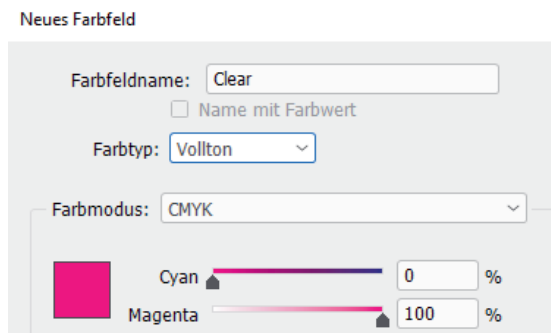 Neues Farbfeld
Farbfeldname: Clear
Name mit Farbwert
Farbtyp: Vollton
Farbmodus: CMYK
Cyan 0 %
Magenta 100 %